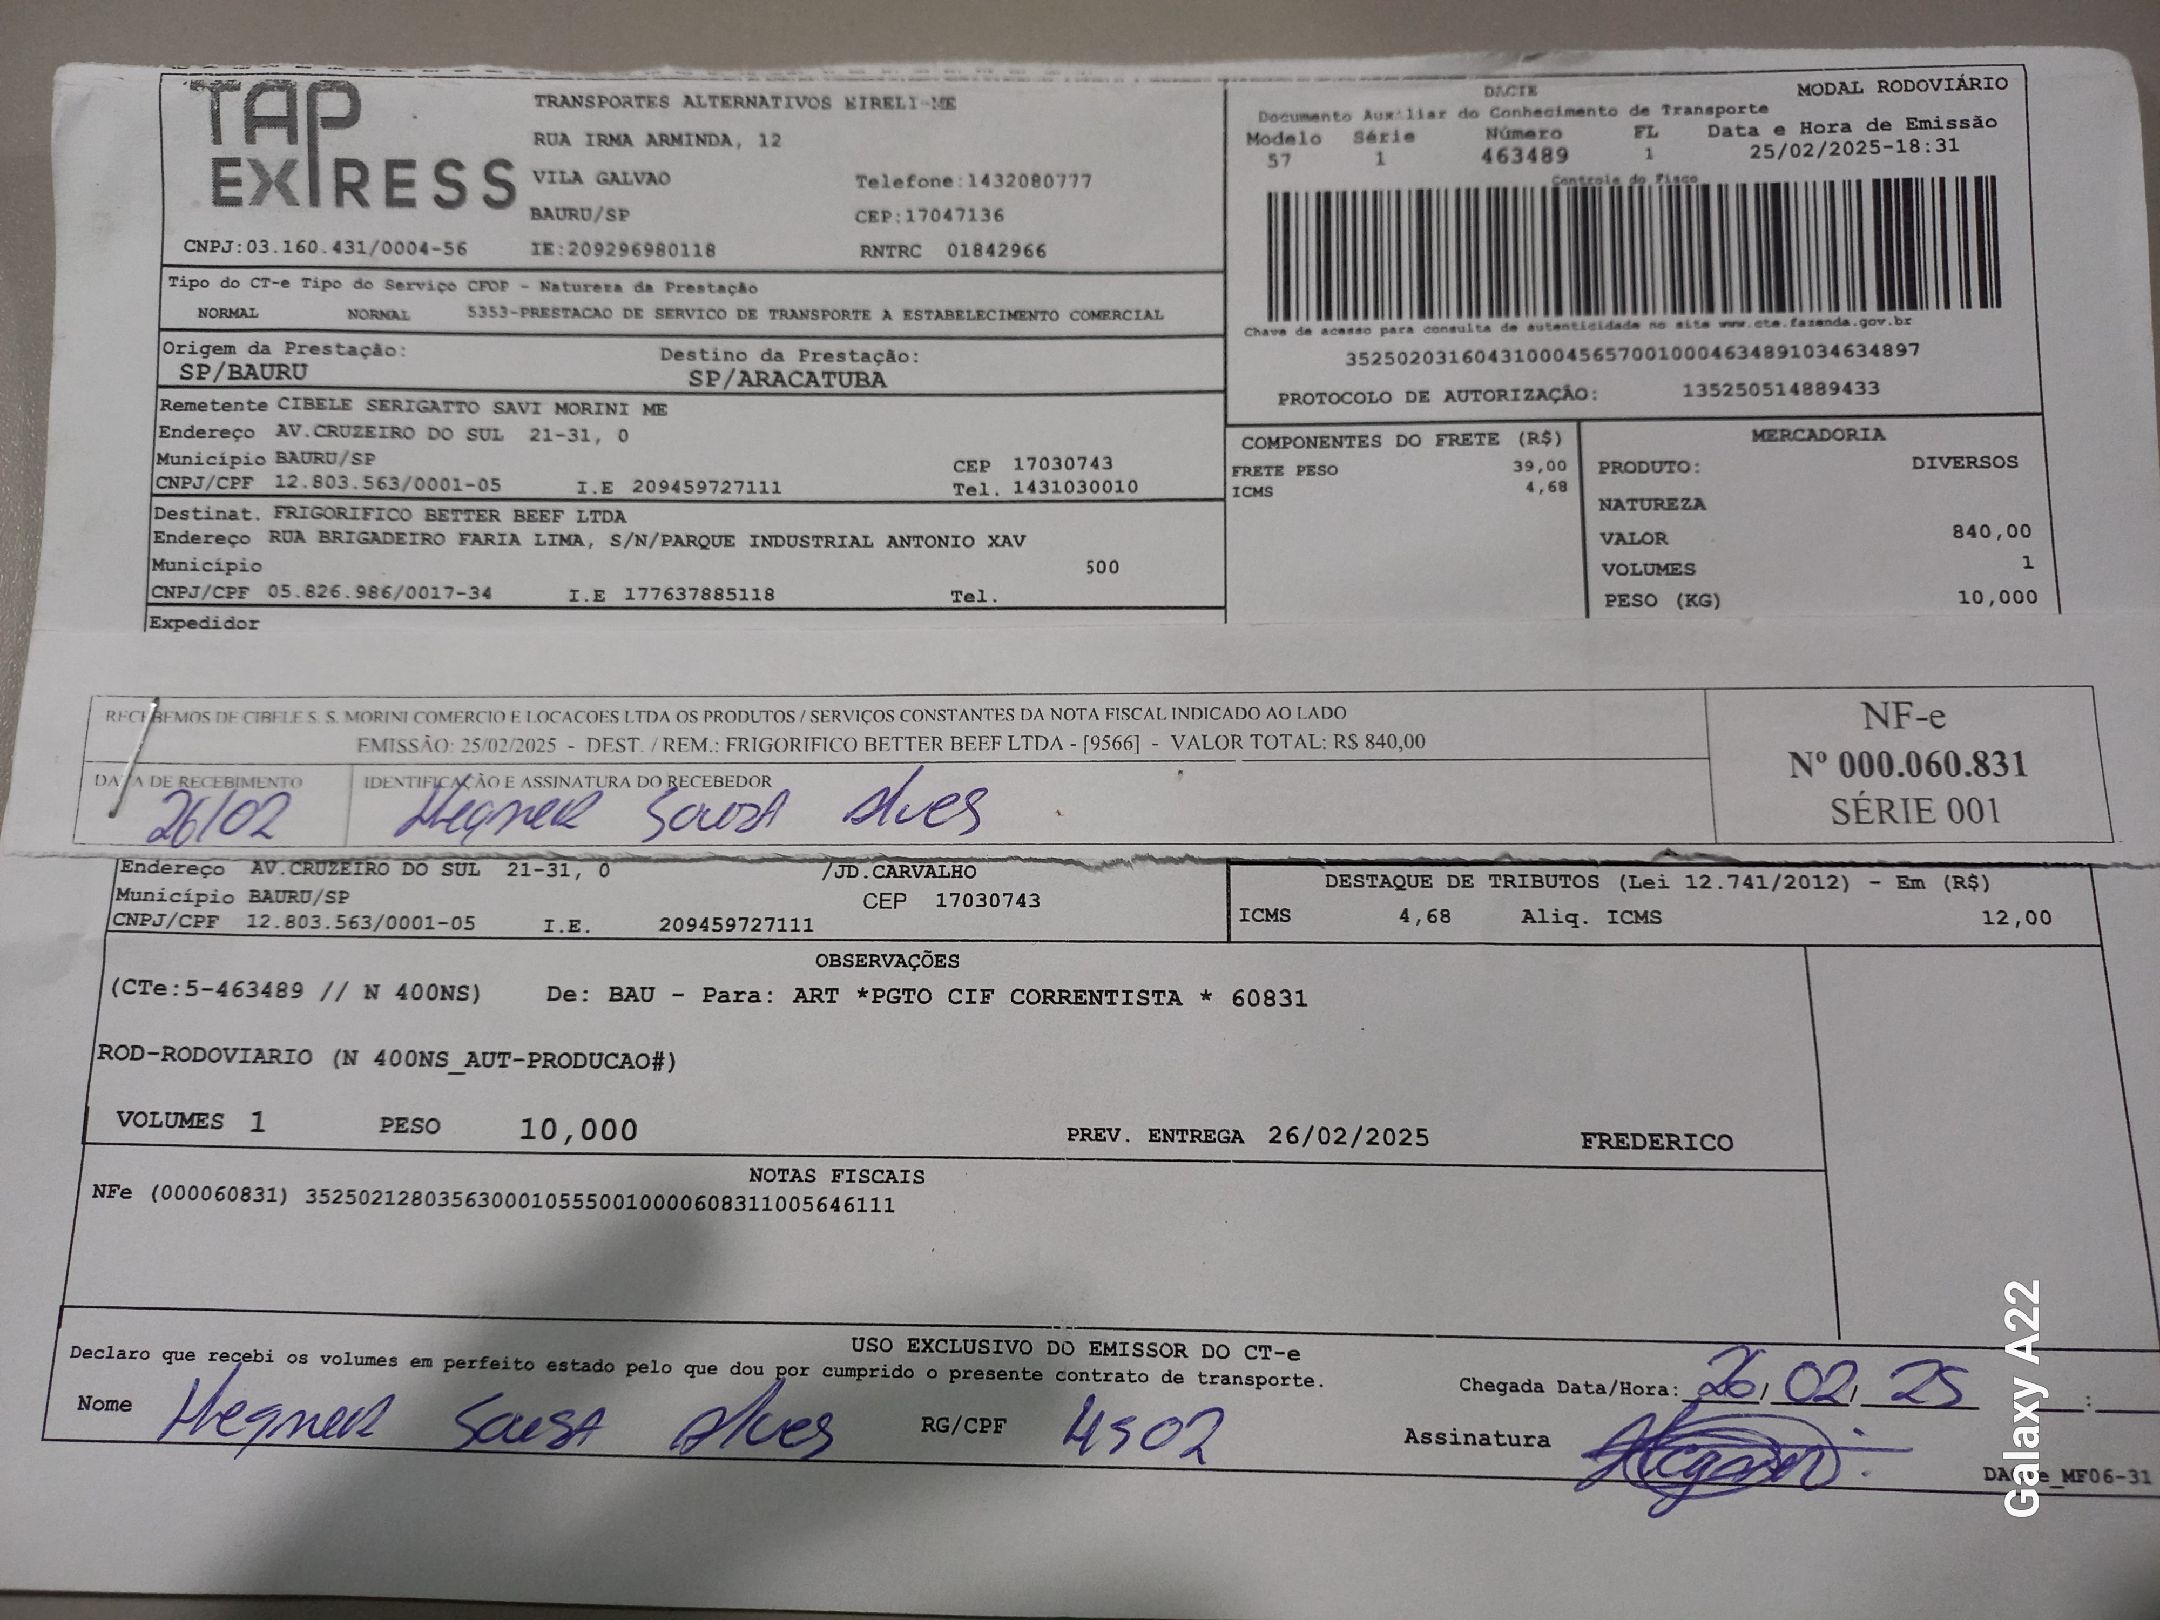 TAP EXPRESS
TRANSPORTES ALTERNATIVOS EIRELI-ME
RUA IRMA ARMINDA, 12
VILA GALVAO Telefone:1432080777
BAURU/SP CEP:17047136
CNPJ:03.160.431/0004-56 IE:209296980118 RNTRC 01842966
DACTE MODAL RODOVIÁRIO
Documento Auxiliar do Conhecimento de Transporte
Modelo Série Número FL Data e Hora de Emissão
57 1 463489 1 25/02/2025-18:31
Controle do Fisco
Chave de acesso para consulta de autenticidade no site www.cte.fazenda.gov.br
35250203160431000456570010004634891034634897
PROTOCOLO DE AUTORIZAÇÃO: 135250514889433
Tipo do CT-e Tipo do Serviço CFOP - Natureza da Prestação
NORMAL NORMAL 5353-PRESTACAO DE SERVICO DE TRANSPORTE A ESTABELECIMENTO COMERCIAL
Origem da Prestação: Destino da Prestação:
SP/BAURU SP/ARACATUBA
Remetente CIBELE SERIGATTO SAVI MORINI ME
Endereço AV.CRUZEIRO DO SUL 21-31, 0
Município BAURU/SP CEP 17030743
CNPJ/CPF 12.803.563/0001-05 I.E 209459727111 Tel. 1431030010
Destinat. FRIGORIFICO BETTER BEEF LTDA
Endereço RUA BRIGADEIRO FARIA LIMA, S/N/PARQUE INDUSTRIAL ANTONIO XAV
Município 500
CNPJ/CPF 05.826.986/0017-34 I.E 177637885118 Tel.
Expedidor
COMPONENTES DO FRETE (R$)
FRETE PESO 39,00
ICMS 4,68
MERCADORIA
PRODUTO: DIVERSOS
NATUREZA
VALOR 840,00
VOLUMES 1
PESO (KG) 10,000
RECEBEMOS DE CIBELE S. S. MORINI COMERCIO E LOCACOES LTDA OS PRODUTOS / SERVIÇOS CONSTANTES DA NOTA FISCAL INDICADO AO LADO
EMISSÃO: 25/02/2025 - DEST. / REM.: FRIGORIFICO BETTER BEEF LTDA - [9566] - VALOR TOTAL: R$ 840,00
DATA DE RECEBIMENTO IDENTIFICAÇÃO E ASSINATURA DO RECEBEDOR
26/02 Hegner Souza Alves
NF-e
Nº 000.060.831
SÉRIE 001
Endereço AV.CRUZEIRO DO SUL 21-31, 0 /JD.CARVALHO
Município BAURU/SP CEP 17030743
CNPJ/CPF 12.803.563/0001-05 I.E. 209459727111
DESTAQUE DE TRIBUTOS (Lei 12.741/2012) - Em (R$)
ICMS 4,68 Aliq. ICMS 12,00
OBSERVAÇÕES
(CTe:5-463489 // N 400NS) De: BAU - Para: ART *PGTO CIF CORRENTISTA * 60831
ROD-RODOVIARIO (N 400NS_AUT-PRODUCAO#)
VOLUMES 1 PESO 10,000 PREV. ENTREGA 26/02/2025 FREDERICO
NOTAS FISCAIS
NFe (000060831) 35250212803563000105550010000608311005646111
USO EXCLUSIVO DO EMISSOR DO CT-e
Declaro que recebi os volumes em perfeito estado pelo que dou por cumprido o presente contrato de transporte.
Chegada Data/Hora: 26/02/25 :
Nome Hegner Souza Alves RG/CPF 4502 Assinatura
MF06-31
Galaxy A22